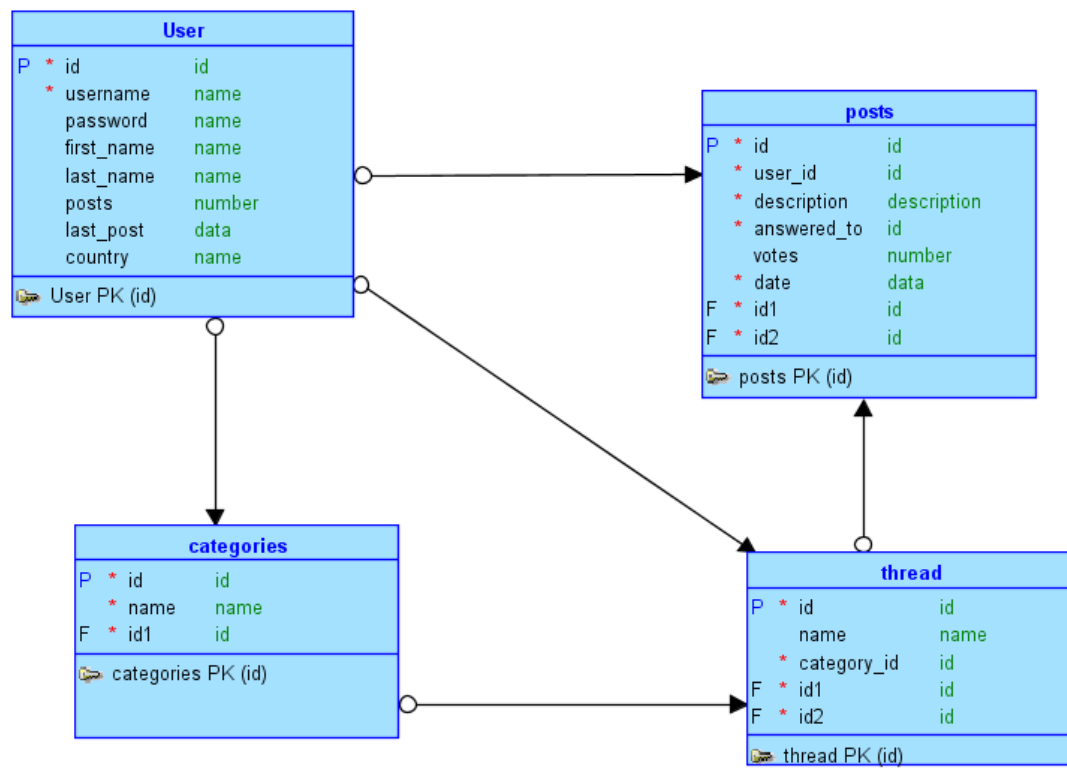 User
P * id id
* username name
password name
first_name name
last_name name
posts number
last_post data
country name
User PK (id)
posts
P * id id
* user_id id
* description description
* answered_to id
votes number
* date data
F * id1 id
F * id2 id
posts PK (id)
categories
P * id id
* name name
F * id1 id
categories PK (id)
thread
P * id id
name name
* category_id id
F * id1 id
F * id2 id
thread PK (id)